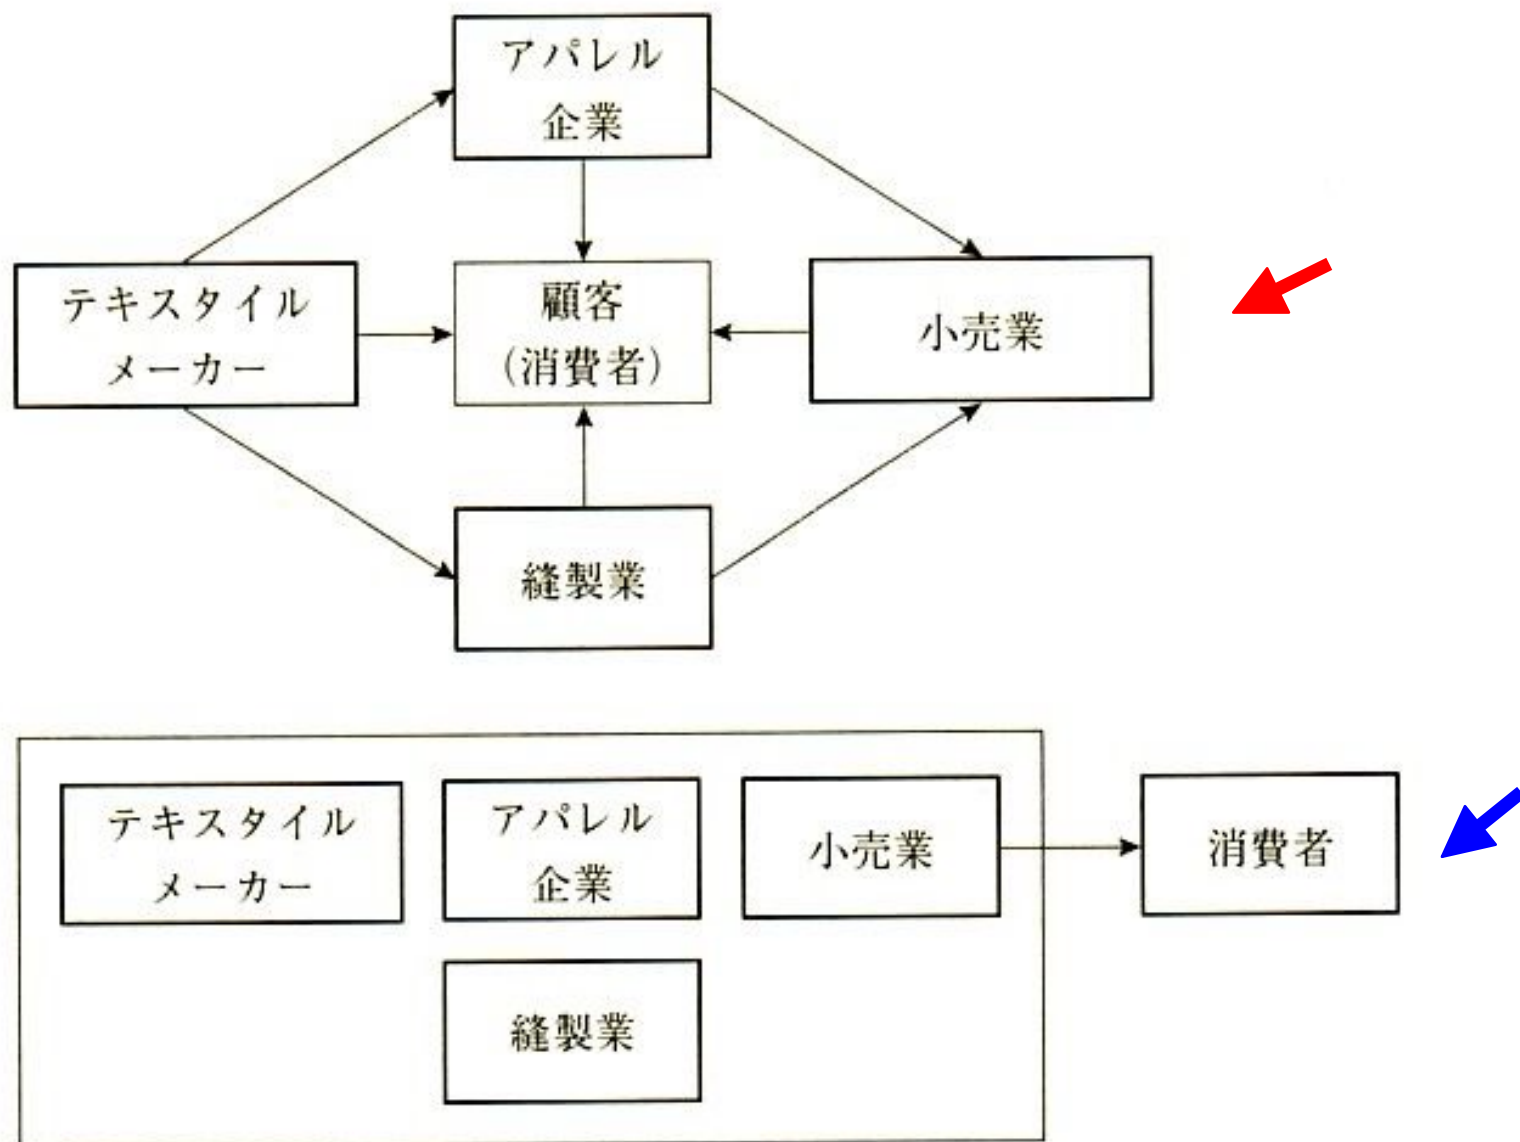 アパレル
企業
テキスタイル
メーカー
顧客
(消費者)
小売業
縫製業
テキスタイル
メーカー
アパレル
企業
小売業
消費者
縫製業